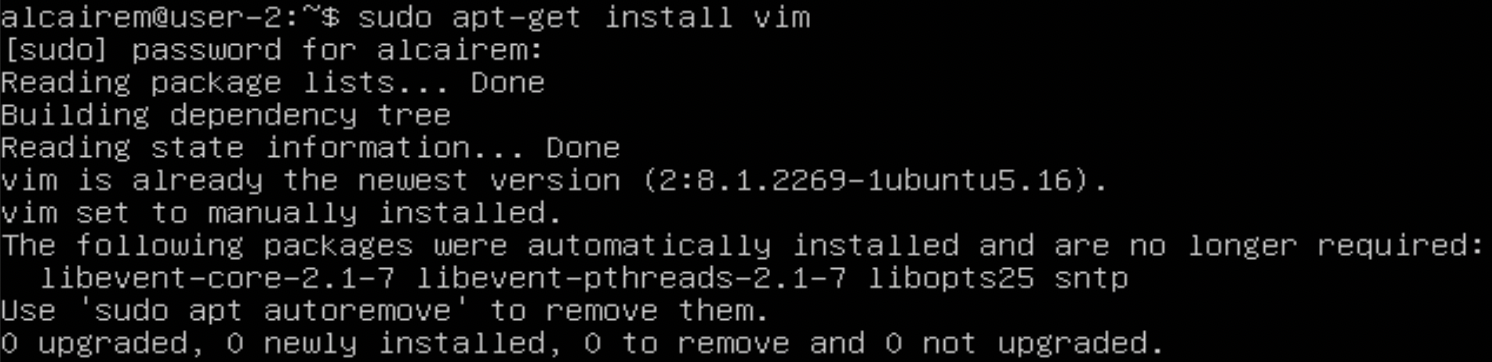 alcairem@user-2:~$ sudo apt-get install vim
[sudo] password for alcairem:
Reading package lists... Done
Building dependency tree
Reading state information... Done
vim is already the newest version (2:8.1.2269-1ubuntu5.16).
vim set to manually installed.
The following packages were automatically installed and are no longer required:
  libevent-core-2.1-7 libevent-pthreads-2.1-7 libopts25 sntp
Use 'sudo apt autoremove' to remove them.
0 upgraded, 0 newly installed, 0 to remove and 0 not upgraded.